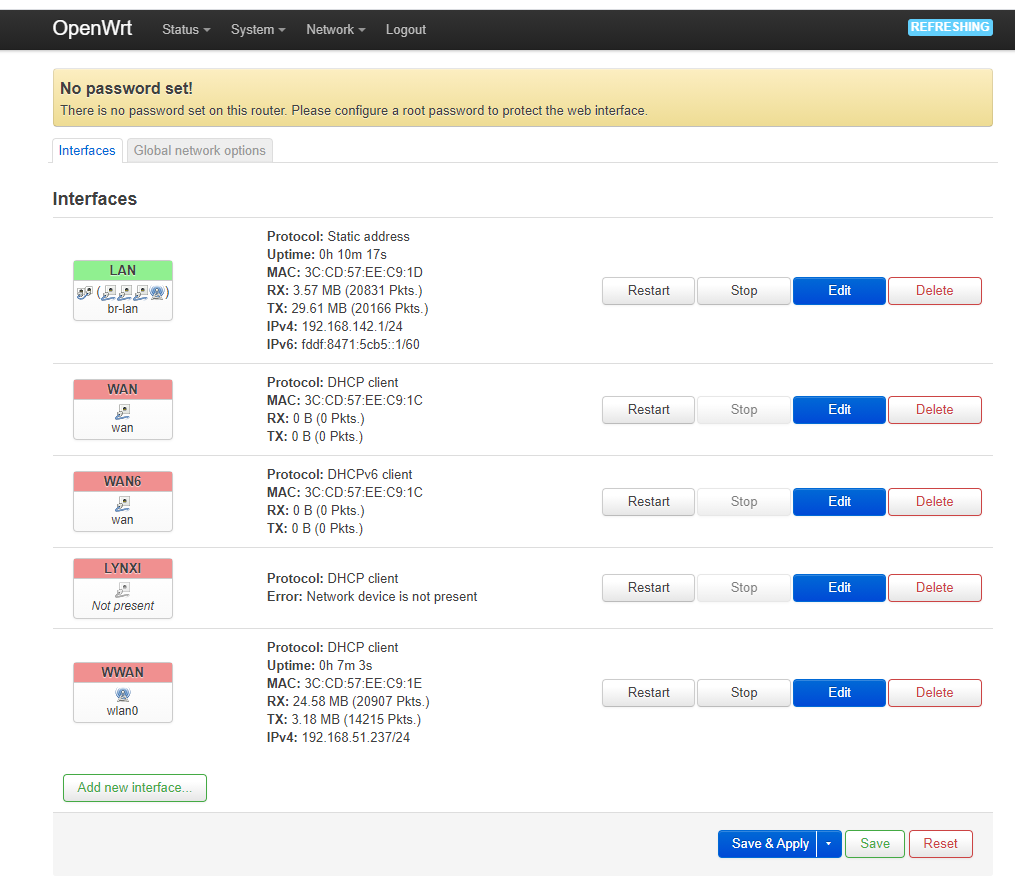 OpenWrt Status System Network Logout REFRESHING
No password set!
There is no password set on this router. Please configure a root password to protect the web interface.
Interfaces Global network options
Interfaces
LAN
( )
br-lan
Protocol: Static address
Uptime: 0h 10m 17s
MAC: 3C:CD:57:EE:C9:1D
RX: 3.57 MB (20831 Pkts.)
TX: 29.61 MB (20166 Pkts.)
IPv4: 192.168.142.1/24
IPv6: fddf:8471:5cb5::1/60
Restart Stop Edit Delete
WAN
wan
Protocol: DHCP client
MAC: 3C:CD:57:EE:C9:1C
RX: 0 B (0 Pkts.)
TX: 0 B (0 Pkts.)
Restart Stop Edit Delete
WAN6
wan
Protocol: DHCPv6 client
MAC: 3C:CD:57:EE:C9:1C
RX: 0 B (0 Pkts.)
TX: 0 B (0 Pkts.)
Restart Stop Edit Delete
LYNXI
Not present
Protocol: DHCP client
Error: Network device is not present
Restart Stop Edit Delete
WWAN
wlan0
Protocol: DHCP client
Uptime: 0h 7m 3s
MAC: 3C:CD:57:EE:C9:1E
RX: 24.58 MB (20907 Pkts.)
TX: 3.18 MB (14215 Pkts.)
IPv4: 192.168.51.237/24
Restart Stop Edit Delete
Add new interface...
Save & Apply Save Reset